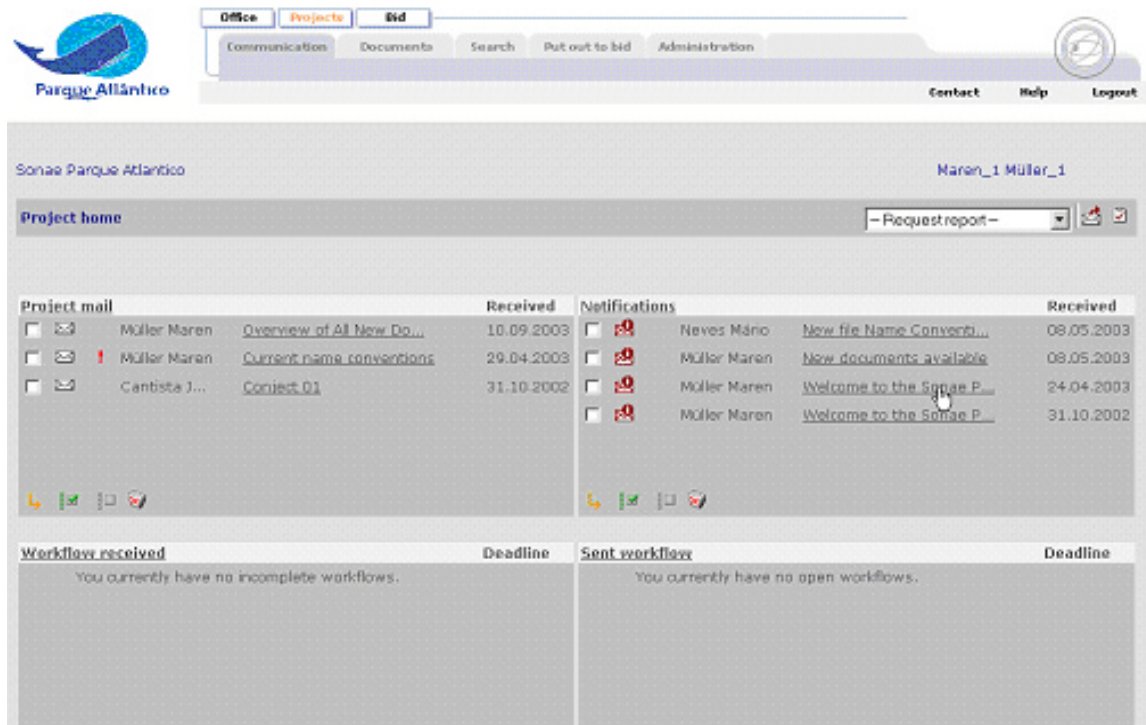 Office Projects Bid
Communication Documents Search Put out to bid Administration
Parque Atlântico
Contact Help Logout
Sonae Parque Atlantico Maren_1 Müller_1
Project home
-- Request report --
Project mail Received Notifications Received
Müller Maren Overview of All New Do... 10.09.2003 Neves Mário New file Name Conventi... 08.05.2003
! Müller Maren Current name conventions 29.04.2003 Müller Maren New documents available 08.05.2003
Cantista J... Conject 01 31.10.2002 Müller Maren Welcome to the Sonae P... 24.04.2003
Müller Maren Welcome to the Sonae P... 31.10.2002
Workflow received Deadline Sent workflow Deadline
You currently have no incomplete workflows. You currently have no open workflows.